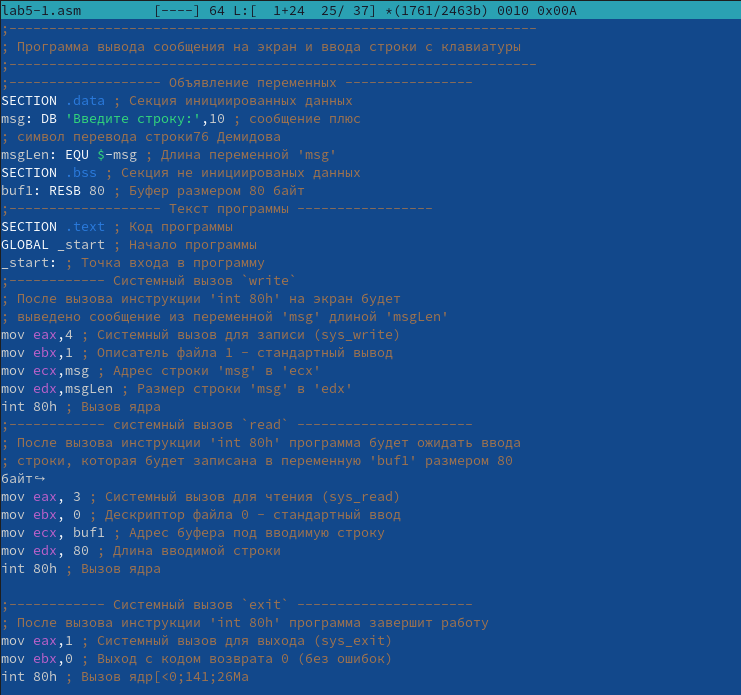 lab5-1.asm         [----] 64 L:[  1+24  25/ 37] *(1761/2463b) 0010 0x00A
;------------------------------------------------------------------
; Программа вывода сообщения на экран и ввода строки с клавиатуры
;------------------------------------------------------------------
;------------------- Объявление переменных ----------------
SECTION .data ; Секция инициированных данных
msg: DB 'Введите строку:',10 ; сообщение плюс
; символ перевода строки76 Демидова
msgLen: EQU $-msg ; Длина переменной 'msg'
SECTION .bss ; Секция не инициированых данных
buf1: RESB 80 ; Буфер размером 80 байт
;------------------- Текст программы -----------------
SECTION .text ; Код программы
GLOBAL _start ; Начало программы
_start: ; Точка входа в программу
;------------ Cистемный вызов `write`
; После вызова инструкции 'int 80h' на экран будет
; выведено сообщение из переменной 'msg' длиной 'msgLen'
mov eax,4 ; Системный вызов для записи (sys_write)
mov ebx,1 ; Описатель файла 1 - стандартный вывод
mov ecx,msg ; Адрес строки 'msg' в 'ecx'
mov edx,msgLen ; Размер строки 'msg' в 'edx'
int 80h ; Вызов ядра
;------------ системный вызов `read` ----------------------
; После вызова инструкции 'int 80h' программа будет ожидать ввода
; строки, которая будет записана в переменную 'buf1' размером 80
байт↪
mov eax, 3 ; Системный вызов для чтения (sys_read)
mov ebx, 0 ; Дескриптор файла 0 - стандартный ввод
mov ecx, buf1 ; Адрес буфера под вводимую строку
mov edx, 80 ; Длина вводимой строки
int 80h ; Вызов ядра
;------------ Системный вызов `exit` ----------------------
; После вызова инструкции 'int 80h' программа завершит работу
mov eax,1 ; Системный вызов для выхода (sys_exit)
mov ebx,0 ; Выход с кодом возврата 0 (без ошибок)
int 80h ; Вызов ядр[<0;141;26Ma